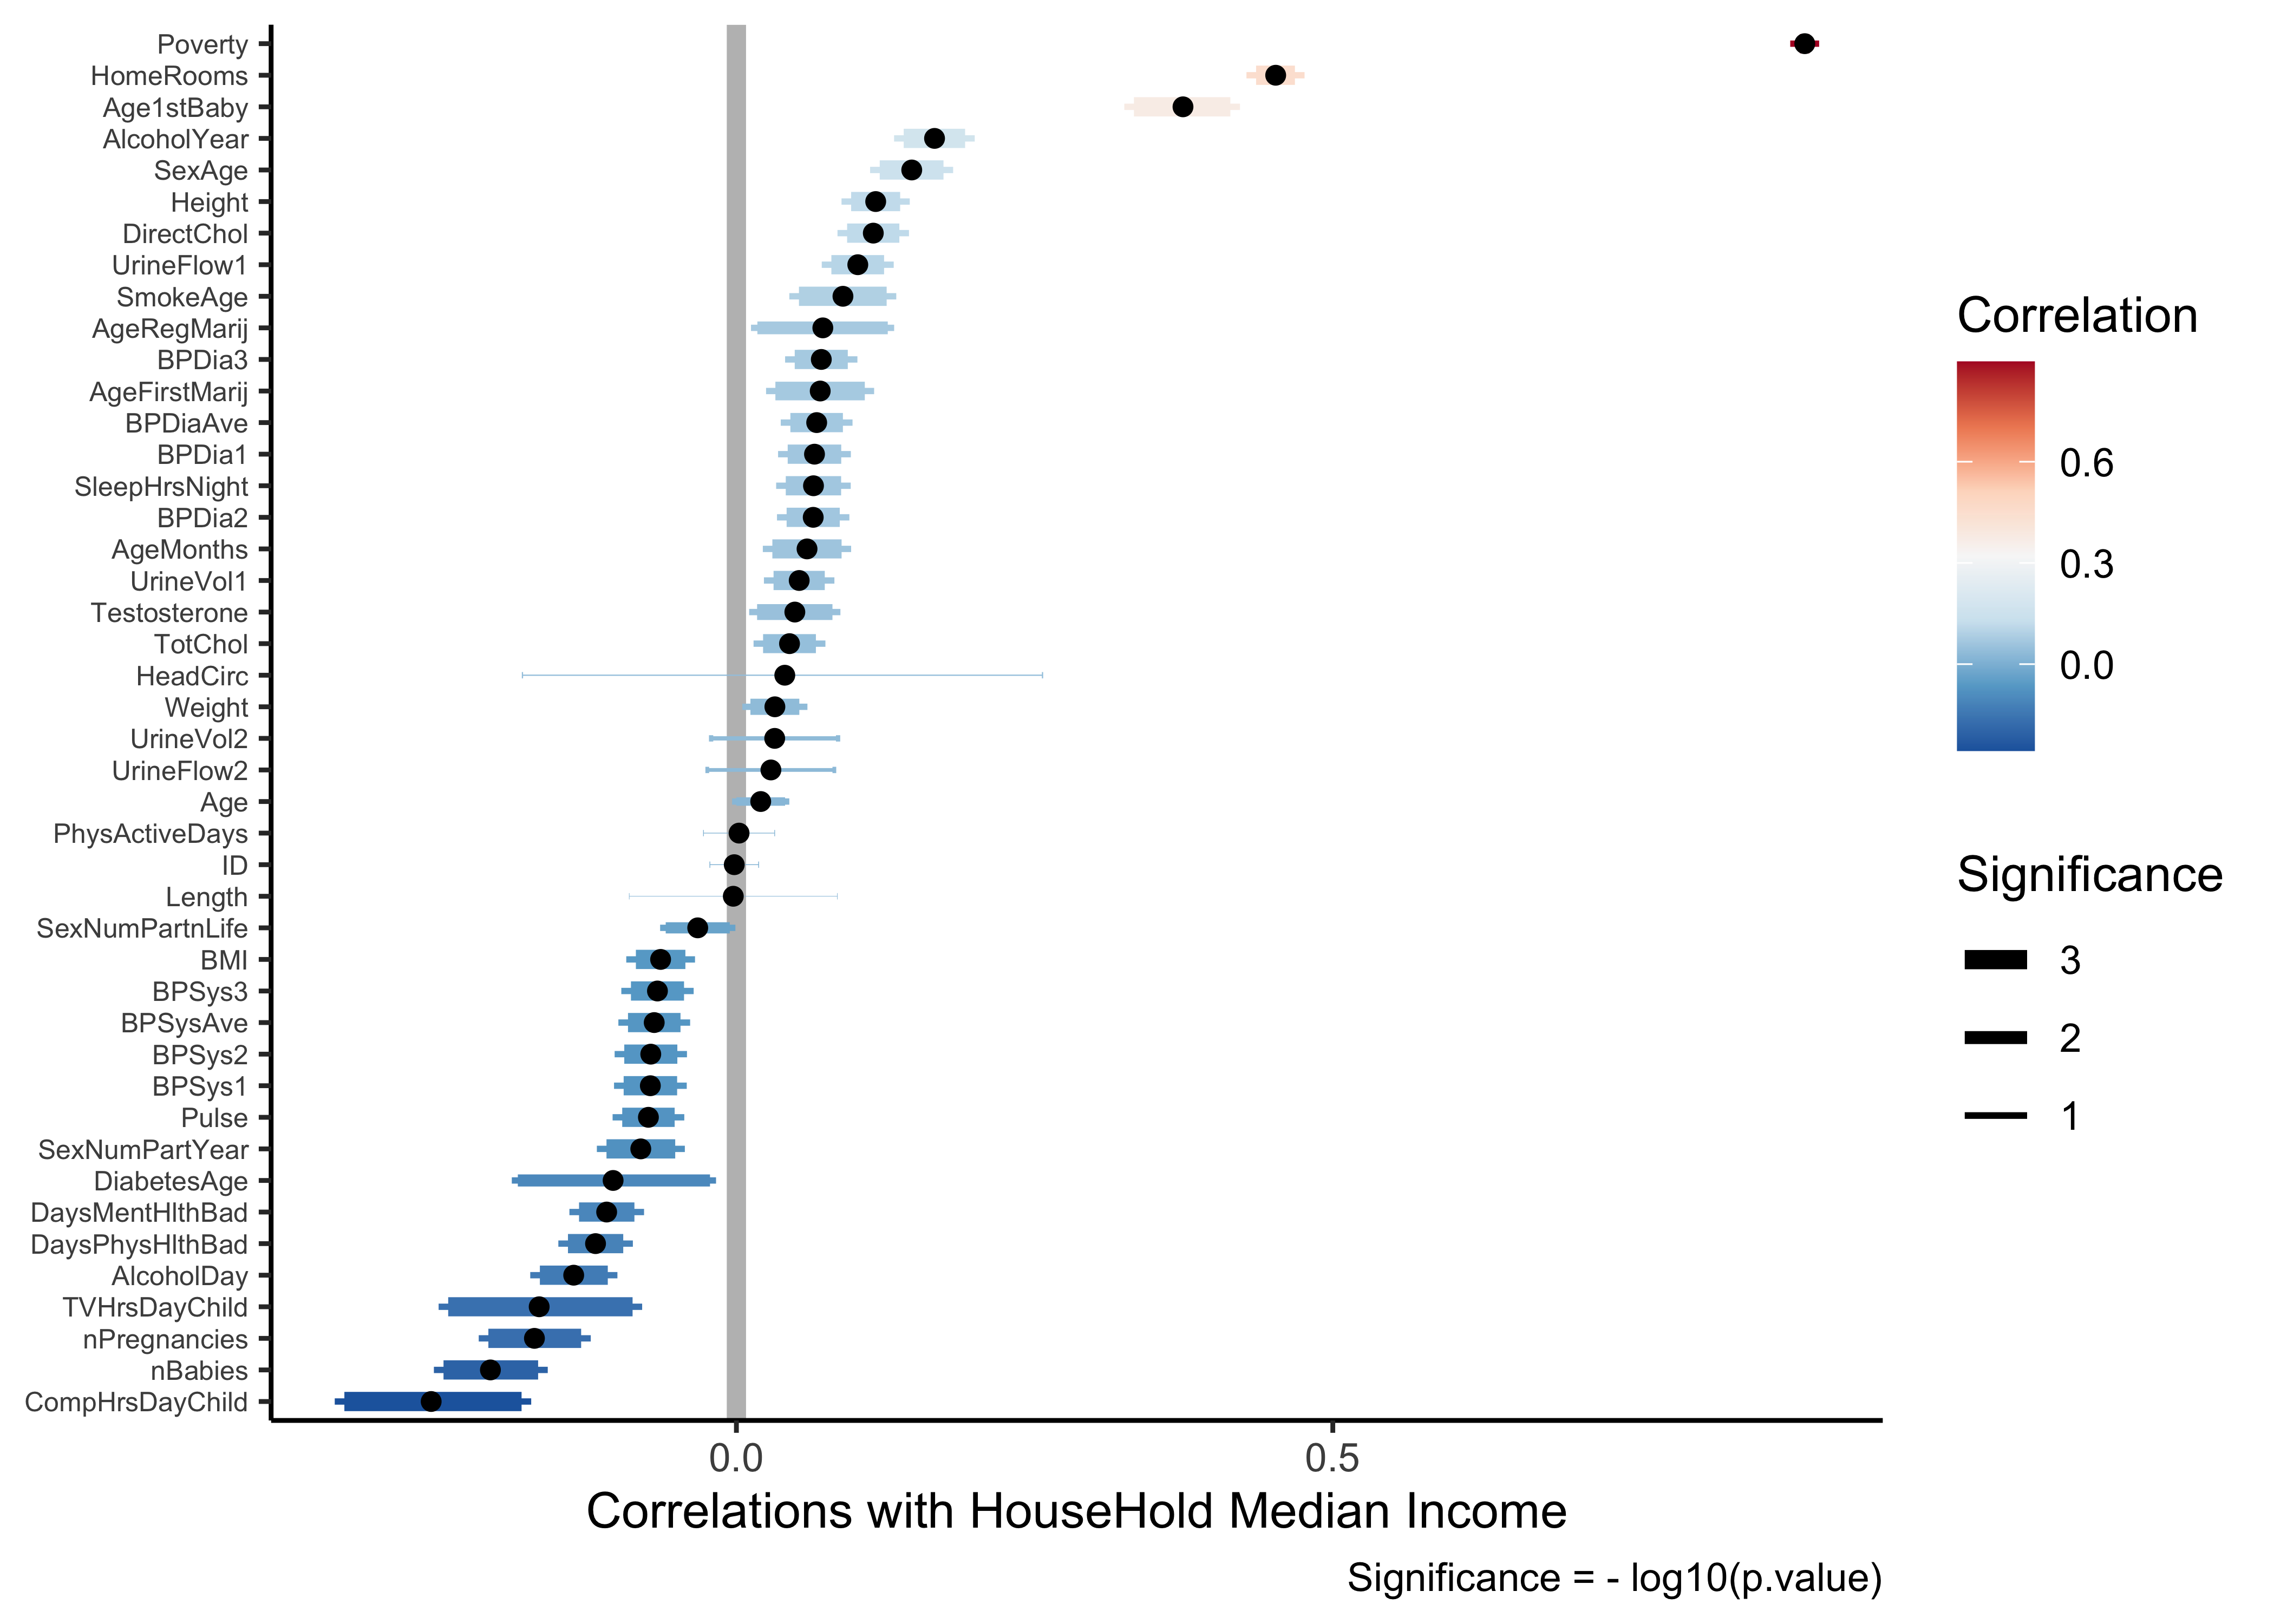 Poverty
HomeRooms
Age1stBaby
AlcoholYear
SexAge
Height
DirectChol
UrineFlow1
SmokeAge
AgeRegMarij
BPDia3
AgeFirstMarij
BPDiaAve
BPDia1
SleepHrsNight
BPDia2
AgeMonths
UrineVol1
Testosterone
TotChol
HeadCirc
Weight
UrineVol2
UrineFlow2
Age
PhysActiveDays
ID
Length
SexNumPartnLife
BMI
BPSys3
BPSysAve
BPSys2
BPSys1
Pulse
SexNumPartYear
DiabetesAge
DaysMentHlthBad
DaysPhysHlthBad
AlcoholDay
TVHrsDayChild
nPregnancies
nBabies
CompHrsDayChild
0.0
0.5
Correlations with HouseHold Median Income
Significance = - log10(p.value)
Correlation
0.6
0.3
0.0
Significance
3
2
1